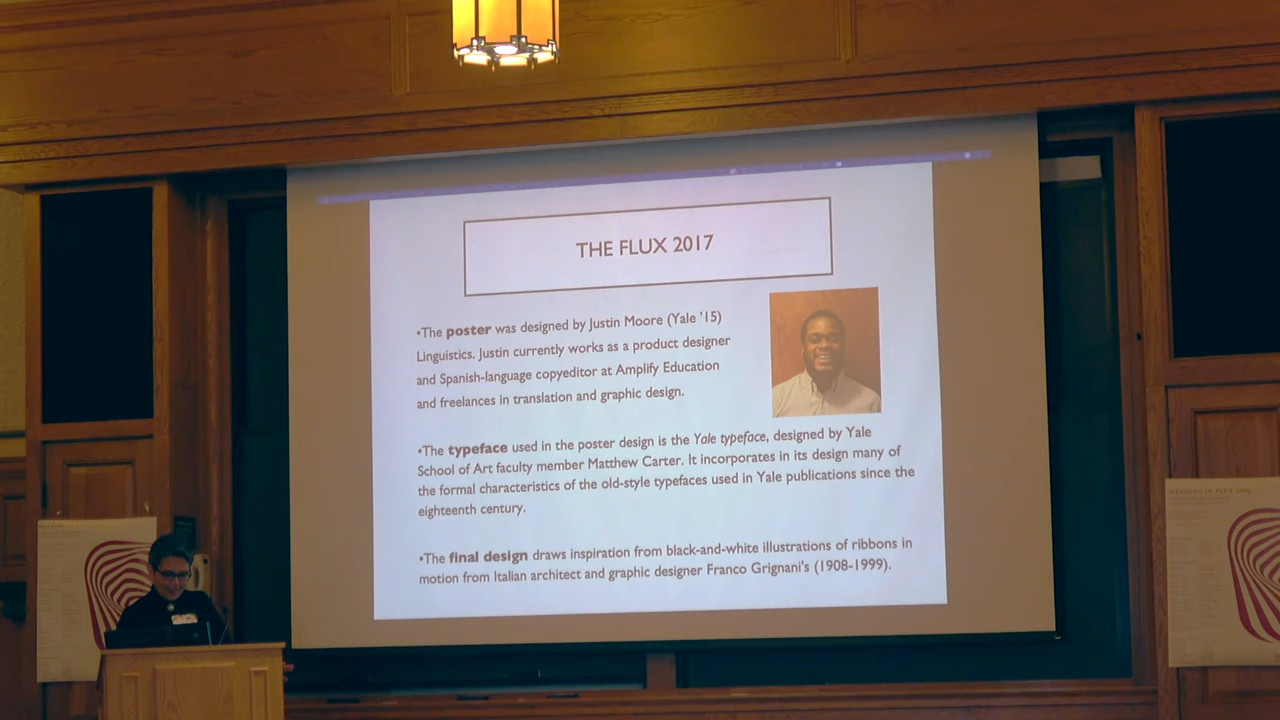 THE FLUX 2017
•The poster was designed by Justin Moore (Yale '15)
Linguistics. Justin currently works as a product designer
and Spanish-language copyeditor at Amplify Education
and freelances in translation and graphic design.
•The typeface used in the poster design is the Yale typeface, designed by Yale
School of Art faculty member Matthew Carter. It incorporates in its design many of
the formal characteristics of the old-style typefaces used in Yale publications since the
eighteenth century.
•The final design draws inspiration from black-and-white illustrations of ribbons in
motion from Italian architect and graphic designer Franco Grignani's (1908-1999).